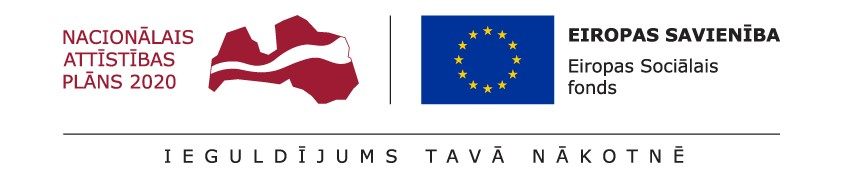 NACIONĀLAIS
ATTĪSTĪBAS
PLĀNS 2020
EIROPAS SAVIENĪBA
Eiropas Sociālais
fonds
IEGULDĪJUMS TAVĀ NĀKOTNĒ